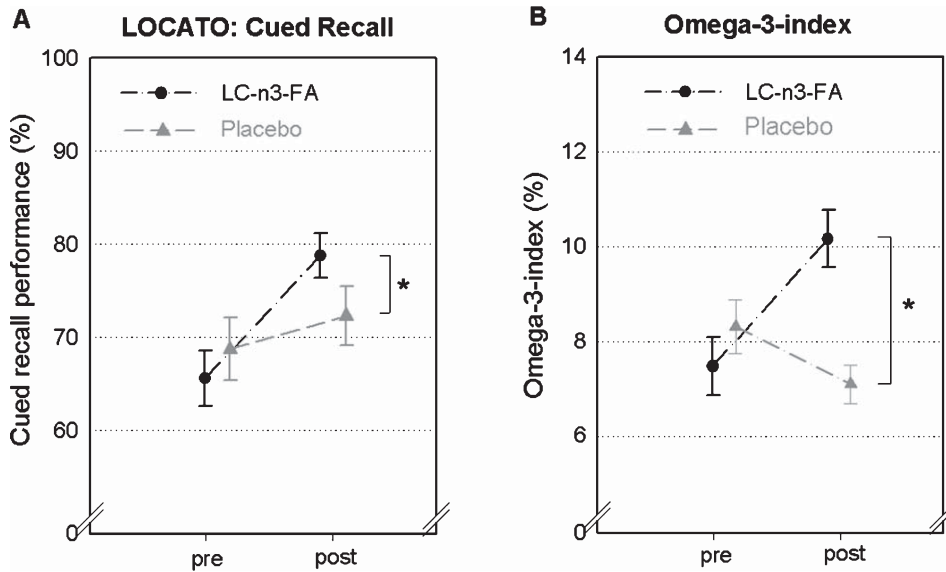 A
LOCATO: Cued Recall
Cued recall performance (%)
100
90
80
70
60
0
LC-n3-FA
Placebo
*
pre
post
B
Omega-3-index
Omega-3-index (%)
14
12
10
8
6
0
LC-n3-FA
Placebo
*
pre
post